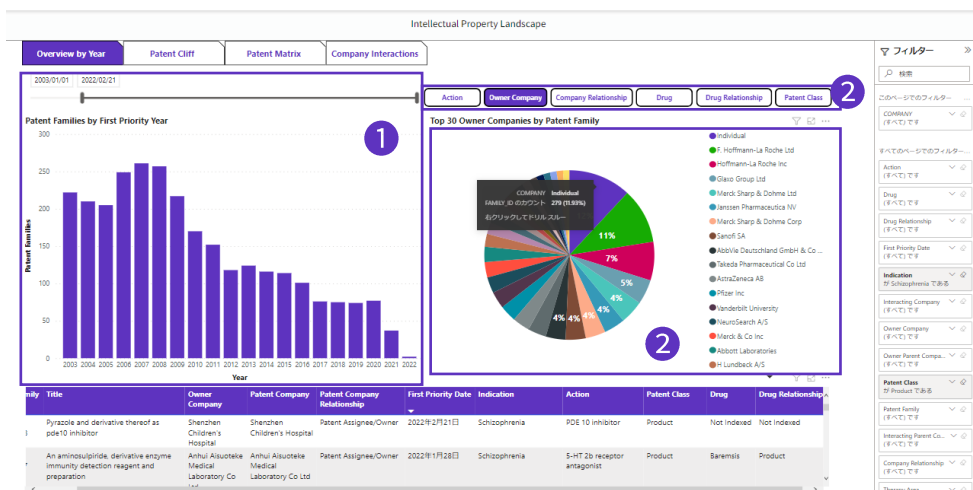 Intellectual Property Landscape
Overview by Year
Patent Cliff
Patent Matrix
Company Interactions
2003/01/01
2022/02/21
1
Patent Families by First Priority Year
Patent Families
300
250
200
150
100
50
0
2003 2004 2005 2006 2007 2008 2009 2010 2011 2012 2013 2014 2015 2016 2017 2018 2019 2020 2021 2022
Year
Action
Owner Company
Company Relationship
Drug
Drug Relationship
Patent Class
2
Top 30 Owner Companies by Patent Family
COMPANY Individual
FAMILY_ID のカウント 279 (11.93%)
右クリックしてドリル スルー
11%
7%
5%
4%
4%
4%
4%
4%
Individual
F. Hoffmann-La Roche Ltd
Hoffmann-La Roche Inc
Glaxo Group Ltd
Merck Sharp & Dohme Ltd
Janssen Pharmaceutica NV
Merck Sharp & Dohme Corp
Sanofi SA
AbbVie Deutschland GmbH & Co ...
Takeda Pharmaceutical Co Ltd
AstraZeneca AB
Pfizer Inc
Vanderbilt University
NeuroSearch A/S
Merck & Co Inc
Abbott Laboratories
H Lundbeck A/S
2
mily Title Owner Company Patent Company Patent Company Relationship First Priority Date Indication Action Patent Class Drug Drug Relationship
Pyrazole and derivative thereof as pde10 inhibitor Shenzhen Children's Hospital Shenzhen Children's Hospital Patent Assignee/Owner 2022年2月21日 Schizophrenia PDE 10 inhibitor Product Not Indexed Not Indexed
An aminosulpiride, derivative enzyme immunity detection reagent and preparation Anhui Aisuoteke Medical Laboratory Co Anhui Aisuoteke Medical Laboratory Co Ltd Patent Assignee/Owner 2022年1月28日 Schizophrenia 5-HT 2b receptor antagonist Product Baremsis Product
フィルター
検索
このページでのフィルター ...
COMPANY
(すべて) です
すべてのページでのフィルター...
Action
(すべて) です
Drug
(すべて) です
Drug Relationship
(すべて) です
First Priority Date
(すべて) です
Indication
が Schizophrenia である
Interacting Company
(すべて) です
Owner Company
(すべて) です
Owner Parent Compa...
(すべて) です
Patent Class
が Product である
Patent Family
(すべて) です
Interacting Parent Co...
(すべて) です
Company Relationship
(すべて) です